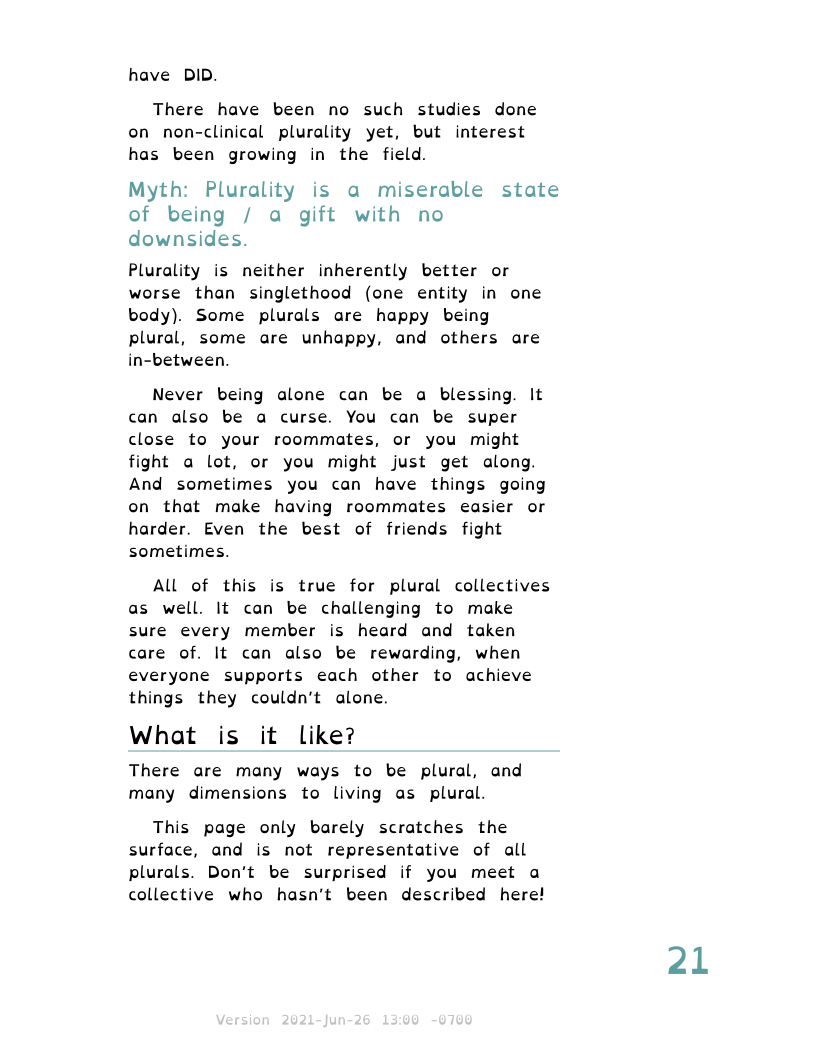 have DID.
There have been no such studies done
on non-clinical plurality yet, but interest
has been growing in the field.
Myth: Plurality is a miserable state
of being / a gift with no
downsides.
Plurality is neither inherently better or
worse than singlethood (one entity in one
body). Some plurals are happy being
plural, some are unhappy, and others are
in-between.
Never being alone can be a blessing. It
can also be a curse. You can be super
close to your roommates, or you might
fight a lot, or you might just get along.
And sometimes you can have things going
on that make having roommates easier or
harder. Even the best of friends fight
sometimes.
All of this is true for plural collectives
as well. It can be challenging to make
sure every member is heard and taken
care of. It can also be rewarding, when
everyone supports each other to achieve
things they couldn't alone.
What is it like?
There are many ways to be plural, and
many dimensions to living as plural.
This page only barely scratches the
surface, and is not representative of all
plurals. Don't be surprised if you meet a
collective who hasn't been described here!
21
Version 2021-Jun-26 13:00 -0700